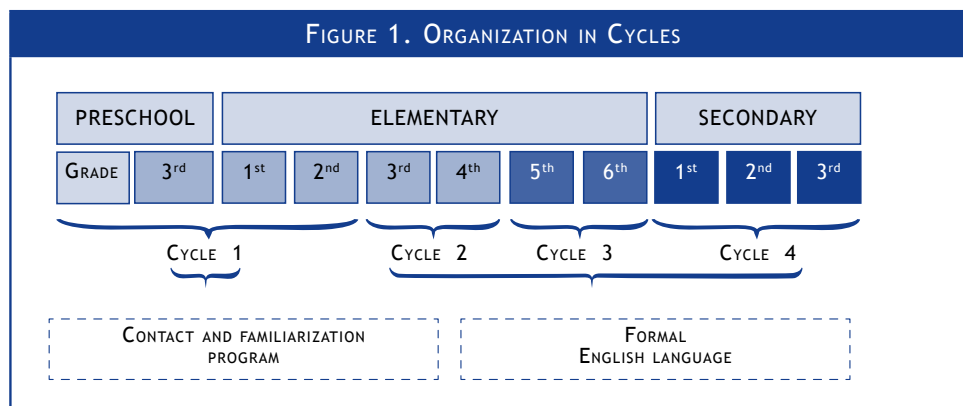 Figure 1. Organization in Cycles
PRESCHOOL ELEMENTARY SECONDARY
Grade 3rd 1st 2nd 3rd 4th 5th 6th 1st 2nd 3rd
Cycle 1 Cycle 2 Cycle 3 Cycle 4
Contact and familiarization
program
Formal
English language